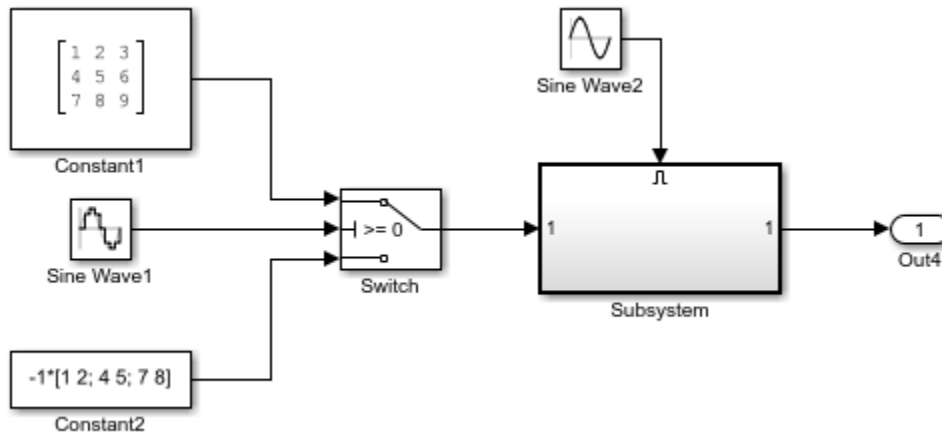 1 2 3
4 5 6
7 8 9
Constant1
Sine Wave2
Sine Wave1
>= 0
Switch
1
1
Subsystem
1
Out4
-1*[1 2; 4 5; 7 8]
Constant2